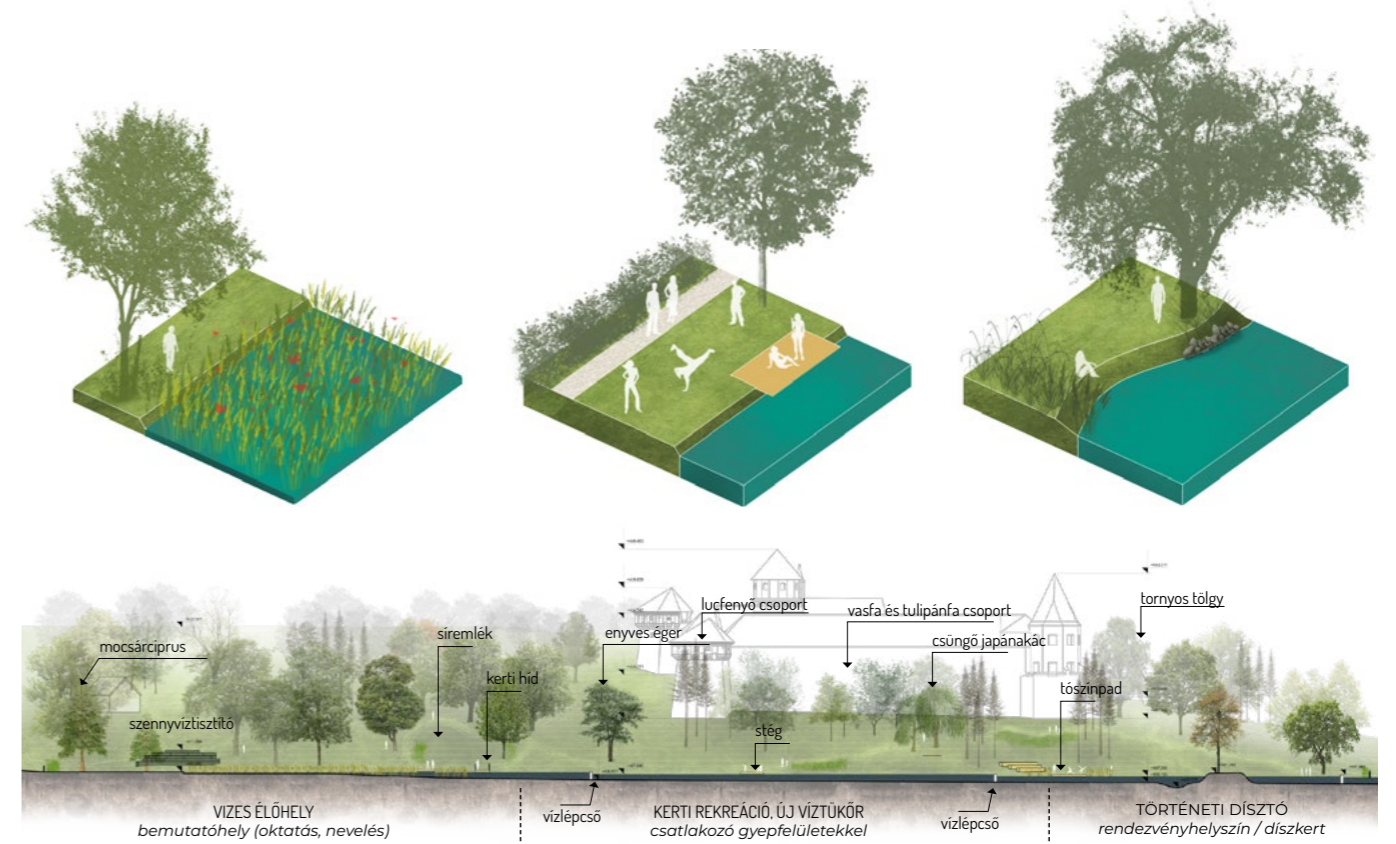 lucfenyő csoport
vasfa és tulipánfa csoport
tornyos tölgy
síremlék
enyves éger
csüngő japánakác
mocsárciprus
kerti híd
tószínpad
szennyvíztisztító
stég
VIZES ÉLŐHELY
bemutatóhely (oktatás, nevelés)
vízlépcső
KERTI REKREÁCIÓ, ÚJ VÍZTÜKÖR
csatlakozó gyepfelületekkel
vízlépcső
TÖRTÉNETI DÍSZTÓ
rendezvényhelyszín / díszkert